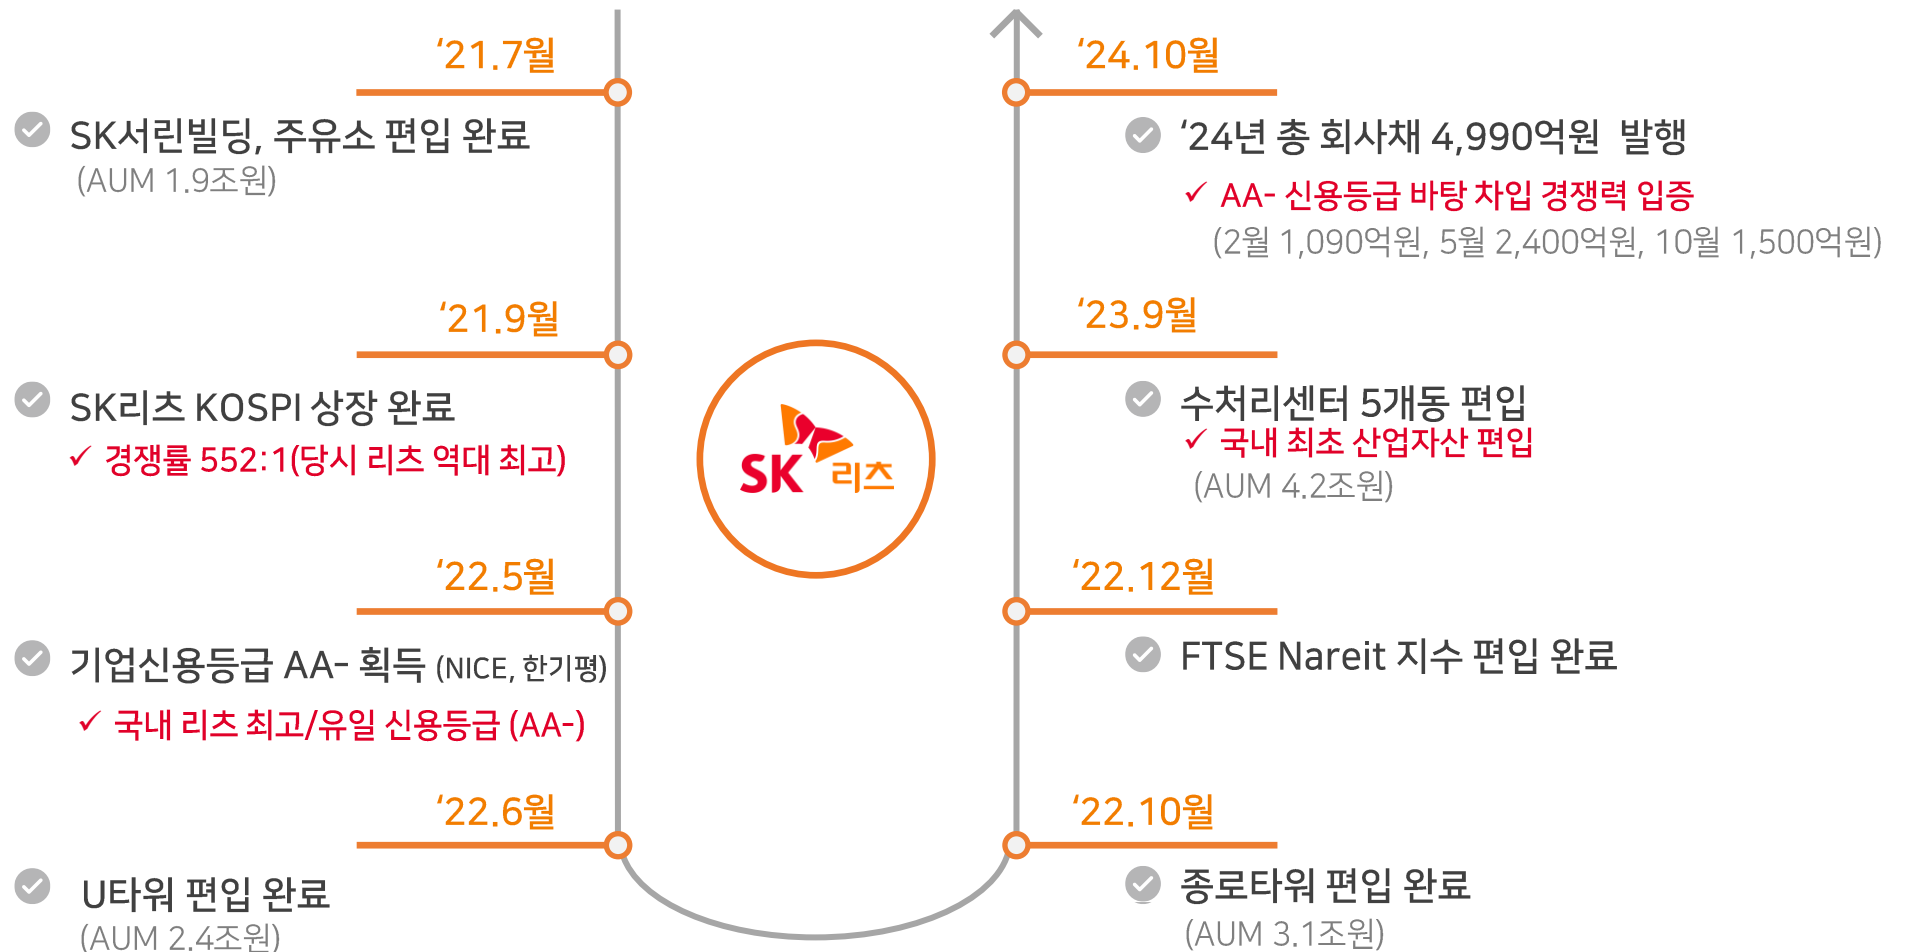 ‘21.7월
SK서린빌딩, 주유소 편입 완료
(AUM 1.9조원)
‘21.9월
SK리츠 KOSPI 상장 완료
✓ 경쟁률 552:1(당시 리츠 역대 최고)
‘22.5월
기업신용등급 AA- 획득 (NICE, 한기평)
✓ 국내 리츠 최고/유일 신용등급 (AA-)
‘22.6월
U타워 편입 완료
(AUM 2.4조원)
SK 리츠
‘24.10월
‘24년 총 회사채 4,990억원 발행
✓ AA- 신용등급 바탕 차입 경쟁력 입증
(2월 1,090억원, 5월 2,400억원, 10월 1,500억원)
‘23.9월
수처리센터 5개동 편입
✓ 국내 최초 산업자산 편입
(AUM 4.2조원)
‘22.12월
FTSE Nareit 지수 편입 완료
‘22.10월
종로타워 편입 완료
(AUM 3.1조원)